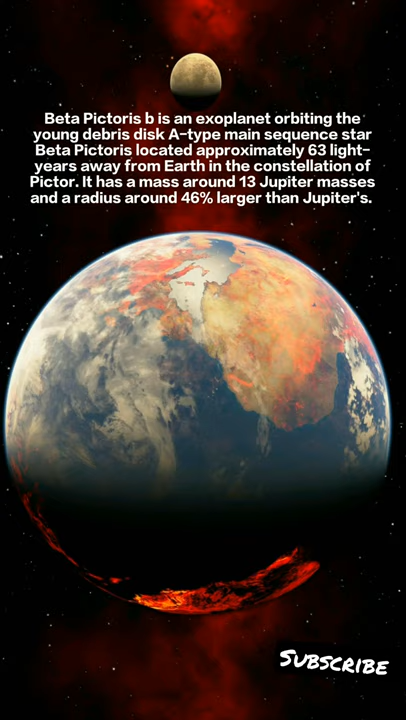 Beta Pictoris b is an exoplanet orbiting the
young debris disk A-type main sequence star
Beta Pictoris located approximately 63 light-
years away from Earth in the constellation of
Pictor. It has a mass around 13 Jupiter masses
and a radius around 46% larger than Jupiter's.
SUBSCRIBE